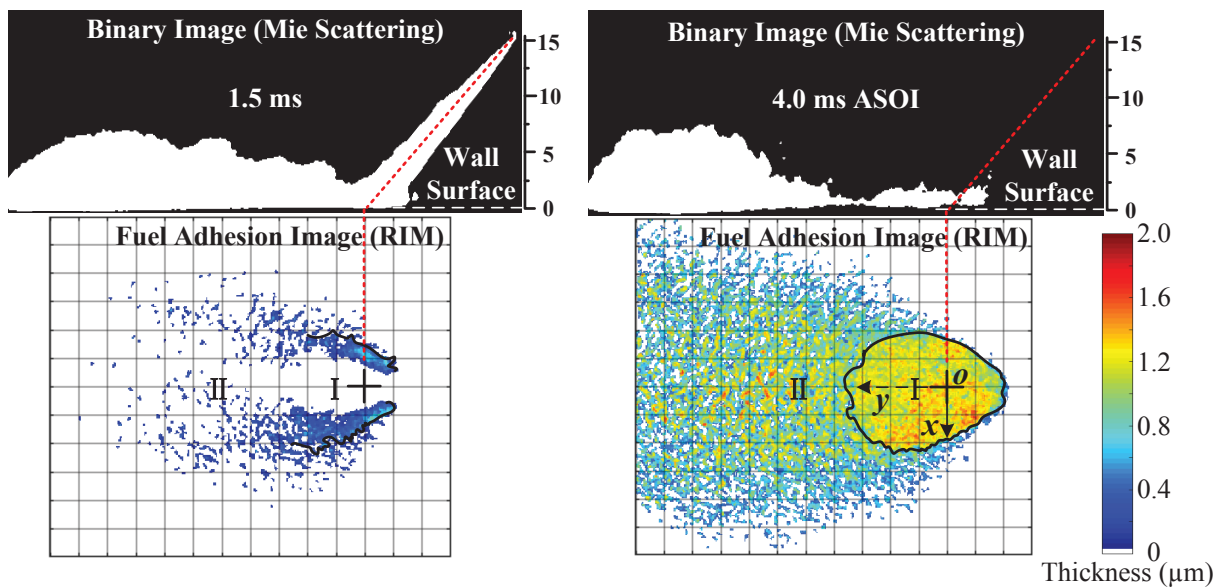 Binary Image (Mie Scattering)
1.5 ms
15
10
5
0
Wall
Surface
Fuel Adhesion Image (RIM)
II
I
Binary Image (Mie Scattering)
4.0 ms ASOI
15
10
5
0
Wall
Surface
Fuel Adhesion Image (RIM)
II
I
o
y
x
2.0
1.6
1.2
0.8
0.4
0
Thickness (µm)